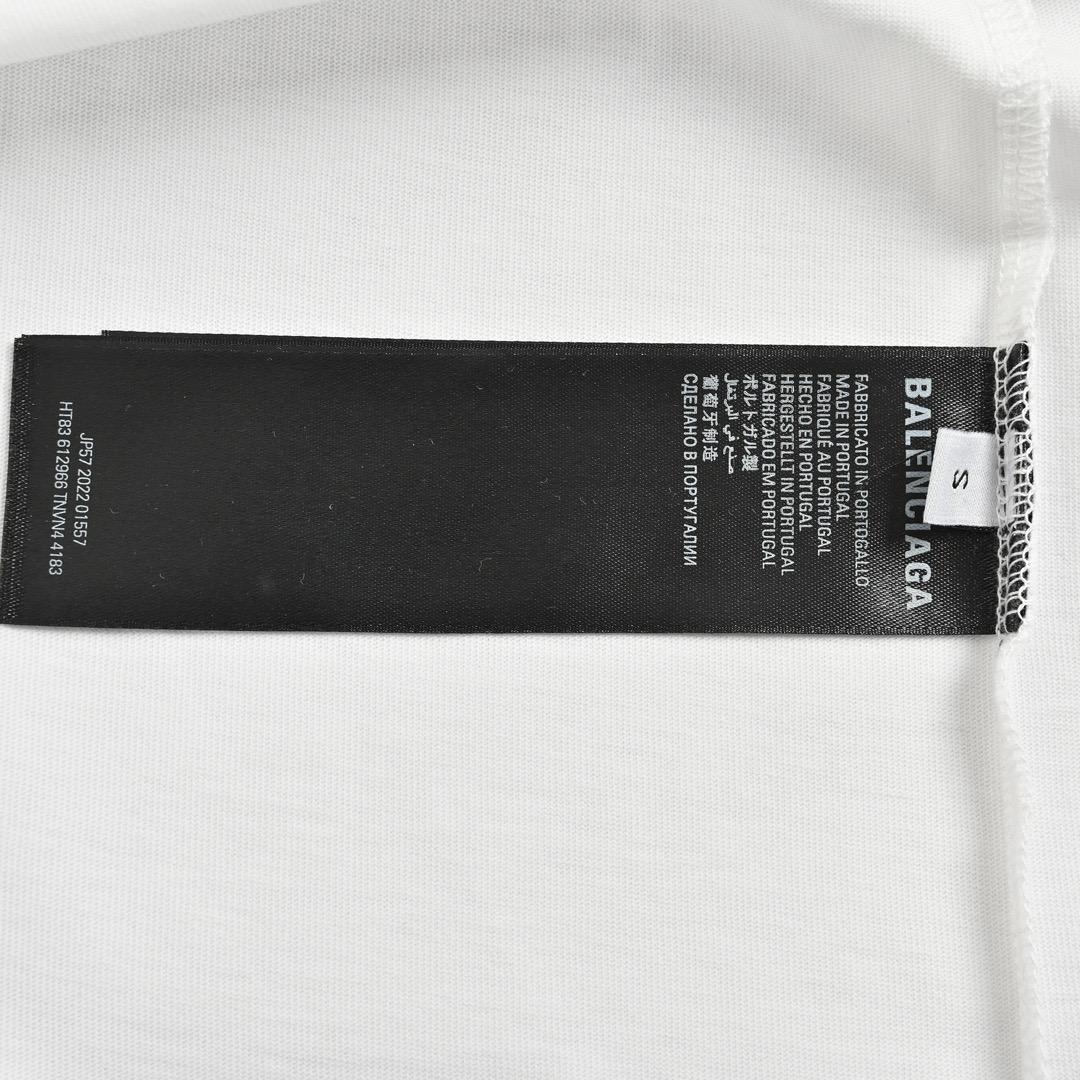 BALENCIAGA
S
FABBRICATO IN PORTOGALLO
MADE IN PORTUGAL
FABRIQUÉ AU PORTUGAL
HECHO EN PORTUGAL
HERGESTELLT IN PORTUGAL
FABRICADO EM PORTUGAL
ポルトガル製
صنع في البرتغال
葡萄牙制造
СДЕЛАНО В ПОРТУГАЛИИ
JP57 2022 01557
HT83 612966 TNVN4 4183